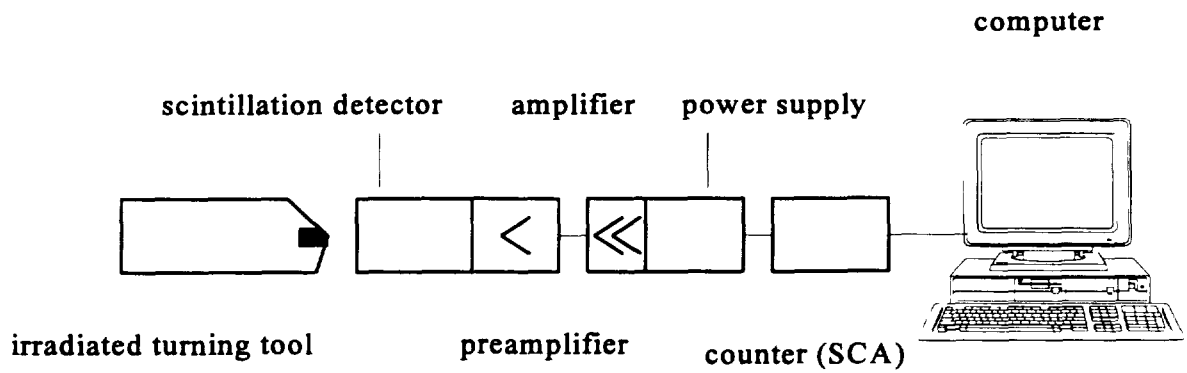 computer
scintillation detector
amplifier
power supply
irradiated turning tool
preamplifier
counter (SCA)